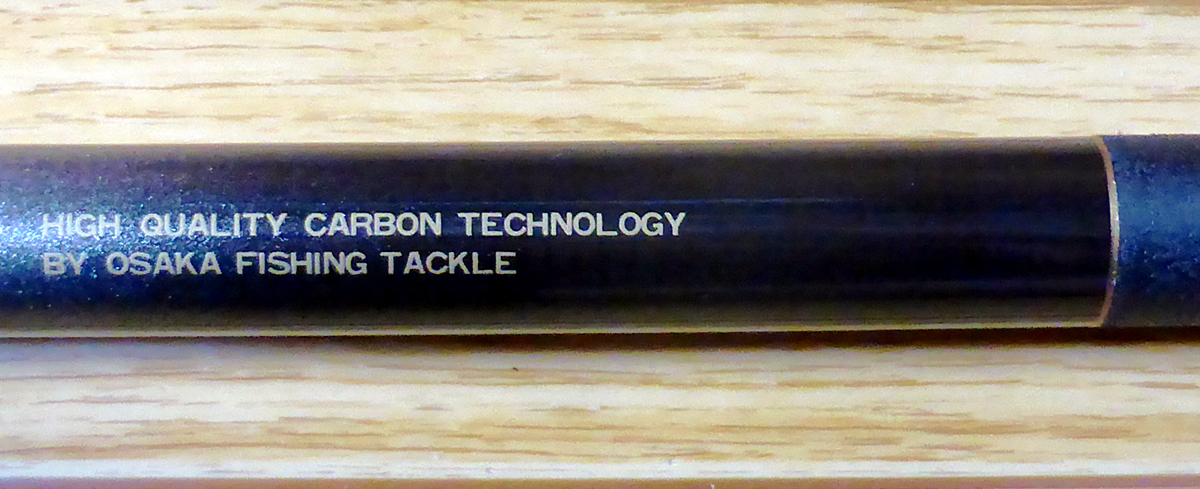 HIGH QUALITY CARBON TECHNOLOGY
BY OSAKA FISHING TACKLE